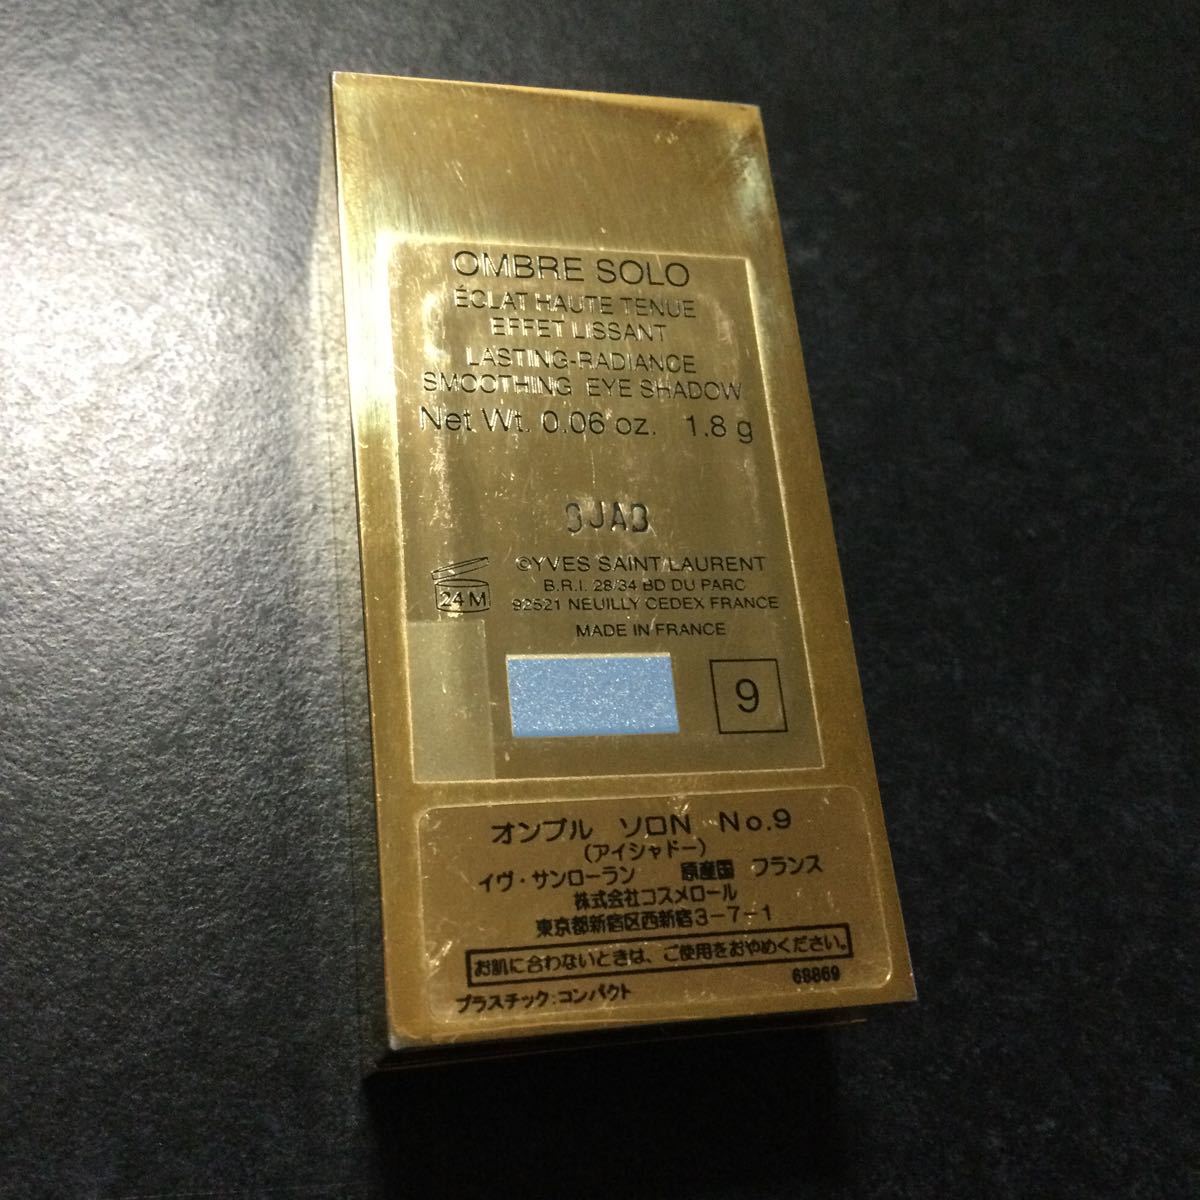 OMBRE SOLO
ÉCLAT HAUTE TENUE
EFFET LISSANT
LASTING-RADIANCE
SMOOTHING EYE SHADOW
Net Wt. 0.06 oz. 1.8 g
24 M
©YVES SAINT LAURENT
B.R.I. 28/34 BD DU PARC
92521 NEUILLY CEDEX FRANCE
MADE IN FRANCE
9
オンブル ソロN No.9
(アイシャドー)
イヴ・サンローラン 原産国 フランス
株式会社コスメロール
東京都新宿区西新宿3-7-1
お肌に合わないときは、ご使用をおやめください。
68869
プラスチック:コンパクト